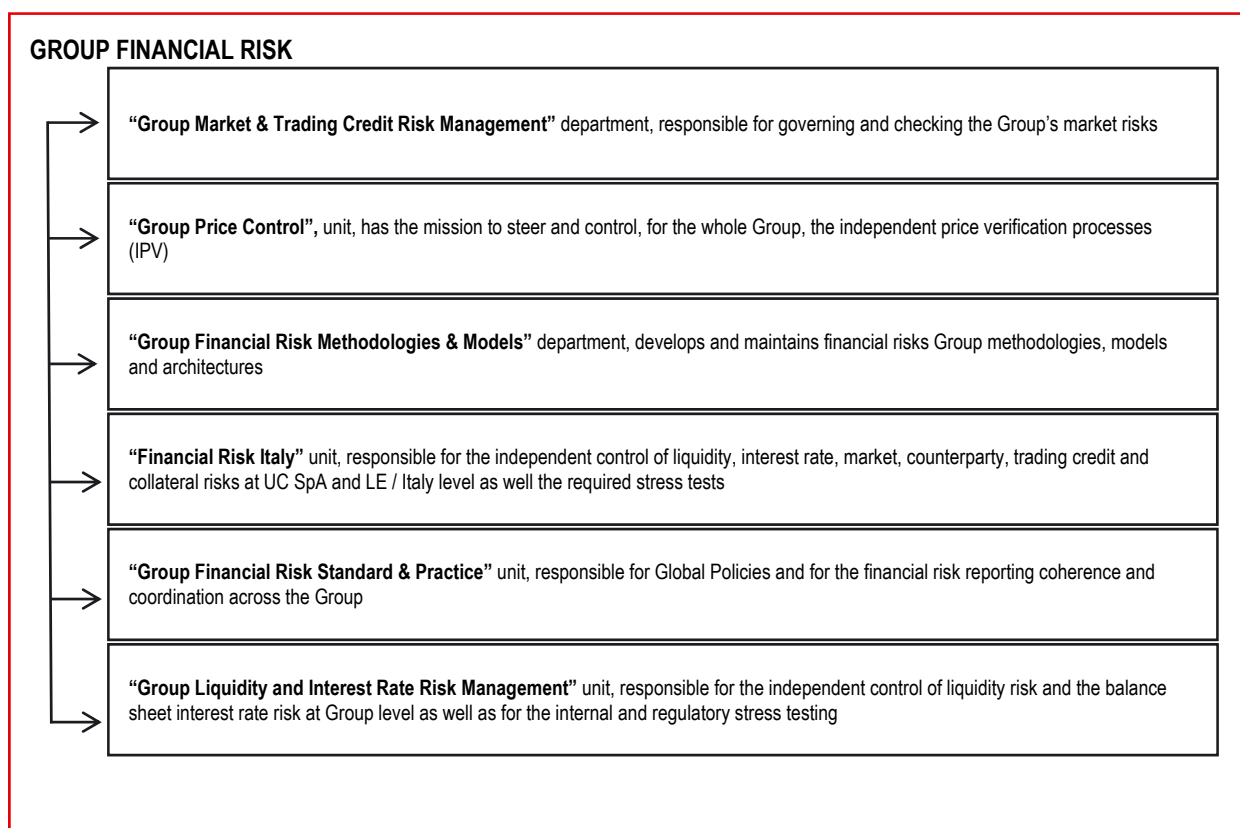 GROUP FINANCIAL RISK
“Group Market & Trading Credit Risk Management” department, responsible for governing and checking the Group’s market risks
“Group Price Control”, unit, has the mission to steer and control, for the whole Group, the independent price verification processes
(IPV)
“Group Financial Risk Methodologies & Models” department, develops and maintains financial risks Group methodologies, models
and architectures
“Financial Risk Italy” unit, responsible for the independent control of liquidity, interest rate, market, counterparty, trading credit and
collateral risks at UC SpA and LE / Italy level as well the required stress tests
“Group Financial Risk Standard & Practice” unit, responsible for Global Policies and for the financial risk reporting coherence and
coordination across the Group
“Group Liquidity and Interest Rate Risk Management” unit, responsible for the independent control of liquidity risk and the balance
sheet interest rate risk at Group level as well as for the internal and regulatory stress testing